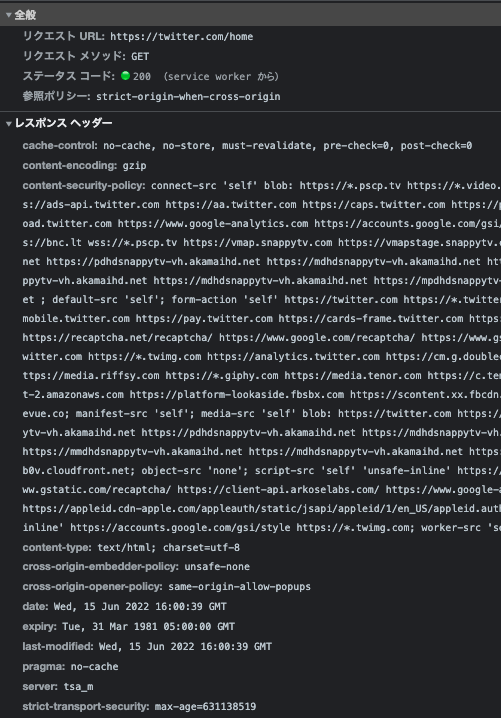 全般
リクエスト URL: https://twitter.com/home
リクエスト メソッド: GET
ステータス コード: 200 (service worker から)
参照ポリシー: strict-origin-when-cross-origin
レスポンス ヘッダー
cache-control: no-cache, no-store, must-revalidate, pre-check=0, post-check=0
content-encoding: gzip
content-security-policy: connect-src 'self' blob: https://*.pscp.tv https://*.video.
s://ads-api.twitter.com https://aa.twitter.com https://caps.twitter.com https://p
oad.twitter.com https://www.google-analytics.com https://accounts.google.com/gsi/
s://bnc.lt wss://*.pscp.tv https://vmap.snappytv.com https://vmapstage.snappytv.c
net https://pdhdsnappytv-vh.akamaihd.net https://mdhdsnappytv-vh.akamaihd.net htt
ppytv-vh.akamaihd.net https://mdhdsnappytv-vh.akamaihd.net https://mpdhdsnappytv-v
et ; default-src 'self'; form-action 'self' https://twitter.com https://*.twitter
mobile.twitter.com https://pay.twitter.com https://cards-frame.twitter.com https:
https://recaptcha.net/recaptcha/ https://www.google.com/recaptcha/ https://www.gs
witter.com https://*.twimg.com https://analytics.twitter.com https://cm.g.doublec
ttps://media.riffsy.com https://*.giphy.com https://media.tenor.com https://c.ten
t-2.amazonaws.com https://platform-lookaside.fbsbx.com https://scontent.xx.fbcdn.
evue.co; manifest-src 'self'; media-src 'self' blob: https://twitter.com https://
ytv-vh.akamaihd.net https://pdhdsnappytv-vh.akamaihd.net https://mdhdsnappytv-vh.
https://mmdhdsnappytv-vh.akamaihd.net https://mdhdsnappytv-vh.akamaihd.net https:
b0v.cloudfront.net; object-src 'none'; script-src 'self' 'unsafe-inline' https://
ww.gstatic.com/recaptcha/ https://client-api.arkoselabs.com/ https://www.google-a
https://appleid.cdn-apple.com/appleauth/static/jsapi/appleid/1/en_US/appleid.auth
inline' https://accounts.google.com/gsi/style https://*.twimg.com; worker-src 'se
content-type: text/html; charset=utf-8
cross-origin-embedder-policy: unsafe-none
cross-origin-opener-policy: same-origin-allow-popups
date: Wed, 15 Jun 2022 16:00:39 GMT
expiry: Tue, 31 Mar 1981 05:00:00 GMT
last-modified: Wed, 15 Jun 2022 16:00:39 GMT
pragma: no-cache
server: tsa_m
strict-transport-security: max-age=631138519